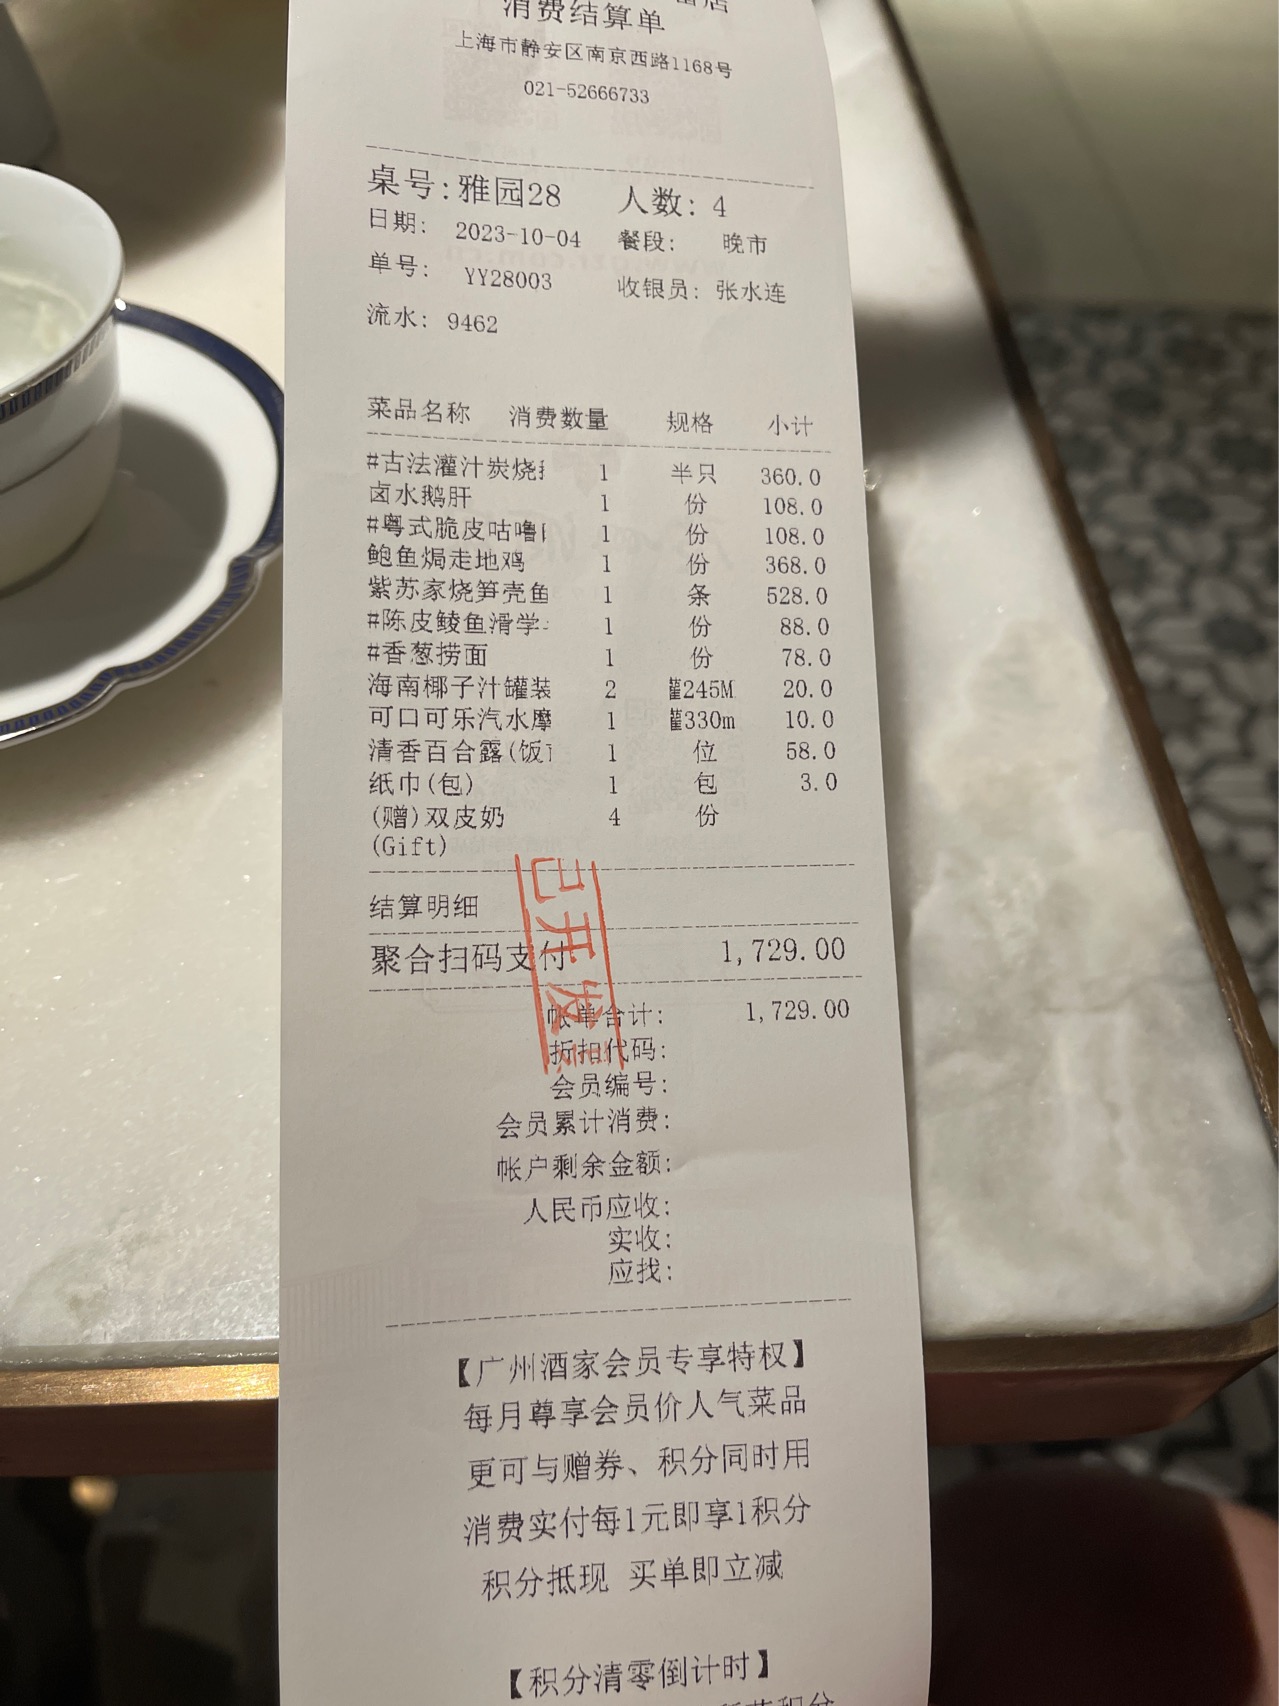 消费结算单
上海市静安区南京西路1168号
021-52666733
桌号:雅园28 人数: 4
日期: 2023-10-04 餐段: 晚市
单号: YY28003 收银员: 张水连
流水: 9462
菜品名称 消费数量 规格 小计
#古法灌汁炭烧 1 半只 360.0
卤水鹅肝 1 份 108.0
#粤式脆皮咕噜 1 份 108.0
鲍鱼焗走地鸡 1 份 368.0
紫苏家烧笋壳鱼 1 条 528.0
#陈皮鲮鱼滑学 1 份 88.0
#香葱捞面 1 份 78.0
海南椰子汁罐装 2 245M 20.0
可口可乐汽水摩 1 330m 10.0
清香百合露(饭 1 位 58.0
纸巾(包) 1 包 3.0
(赠)双皮奶 4 份
(Gift)
结算明细
聚合扫码支付 1,729.00
已开发
帐单合计: 1,729.00
折扣代码:
会员编号:
会员累计消费:
帐户剩余金额:
人民币应收:
实收:
应找:
【广州酒家会员专享特权】
每月尊享会员价人气菜品
更可与赠券、积分同时用
消费实付每1元即享1积分
积分抵现 买单即立减
【积分清零倒计时】